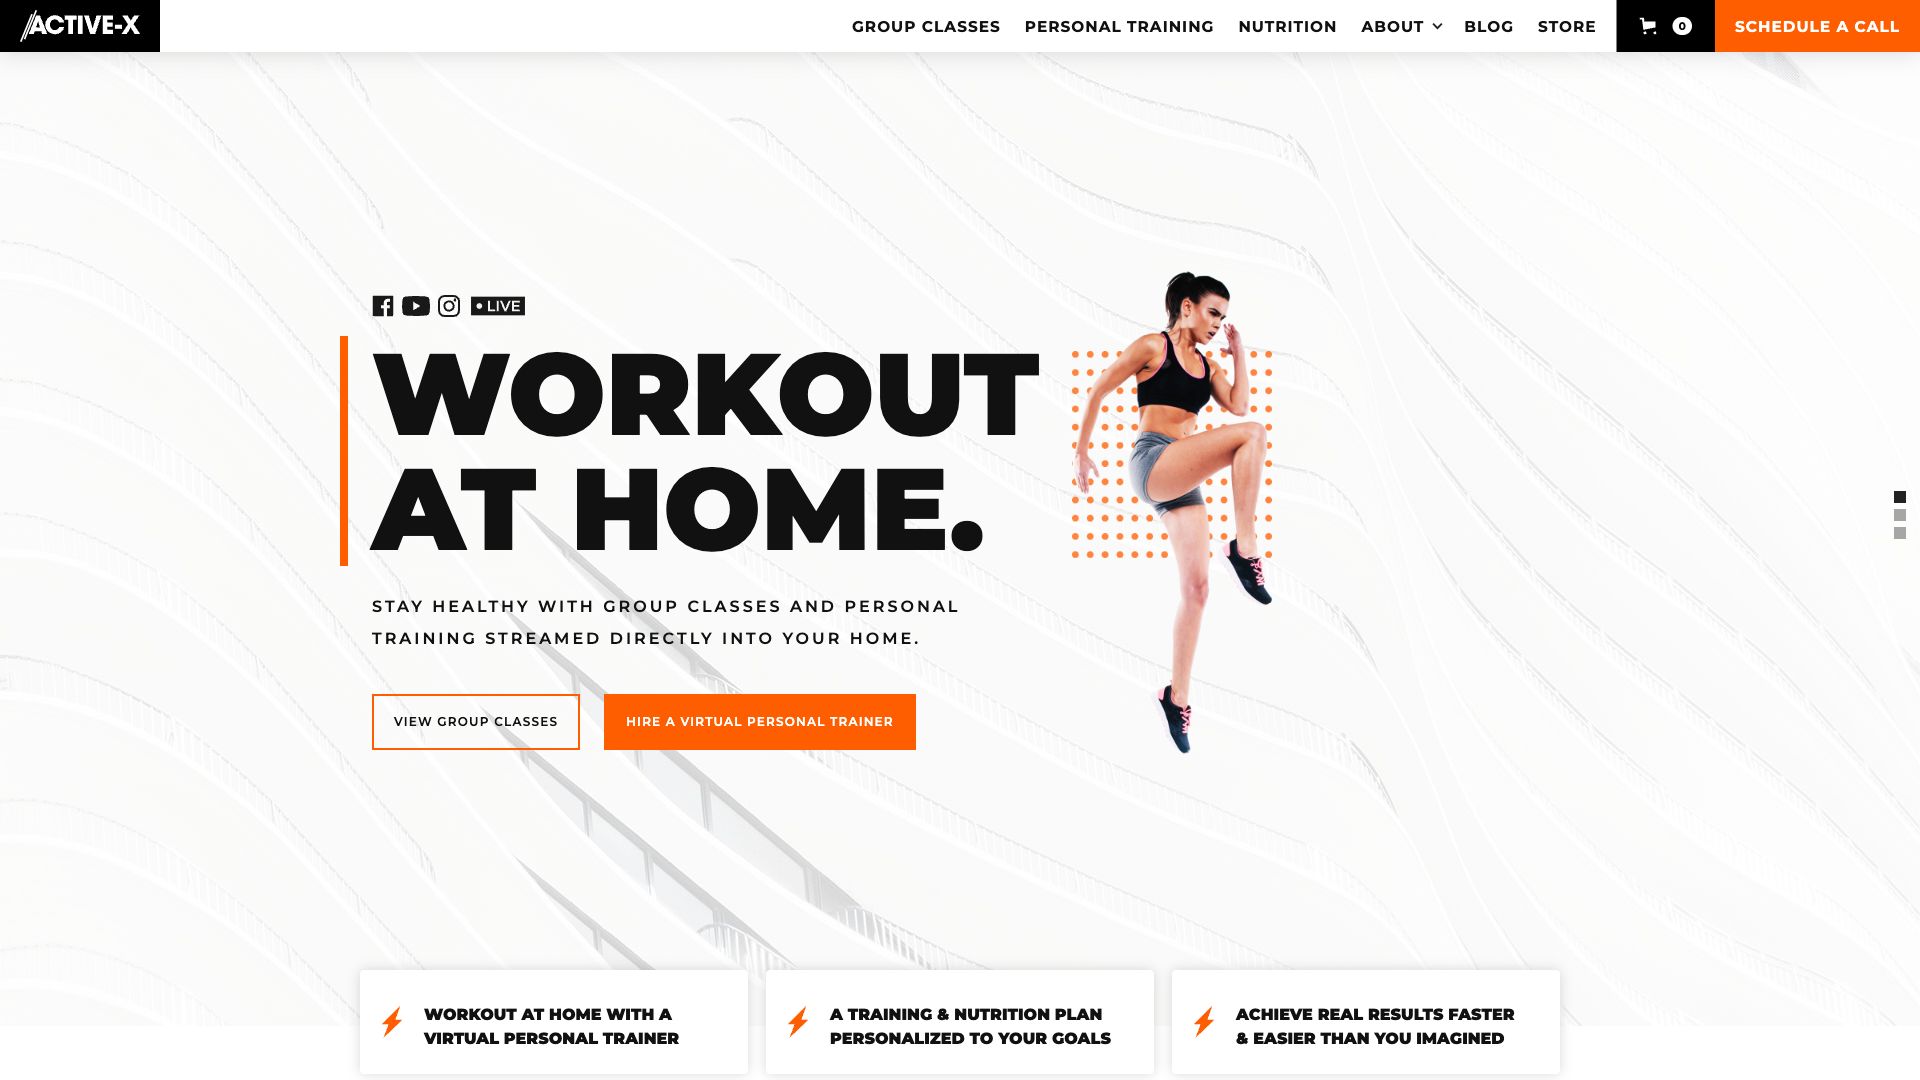 ACTIVE-X
GROUP CLASSES
PERSONAL TRAINING
NUTRITION
ABOUT
BLOG
STORE
0
SCHEDULE A CALL
LIVE
WORKOUT
AT HOME.
STAY HEALTHY WITH GROUP CLASSES AND PERSONAL
TRAINING STREAMED DIRECTLY INTO YOUR HOME.
VIEW GROUP CLASSES
HIRE A VIRTUAL PERSONAL TRAINER
WORKOUT AT HOME WITH A
VIRTUAL PERSONAL TRAINER
A TRAINING & NUTRITION PLAN
PERSONALIZED TO YOUR GOALS
ACHIEVE REAL RESULTS FASTER
& EASIER THAN YOU IMAGINED